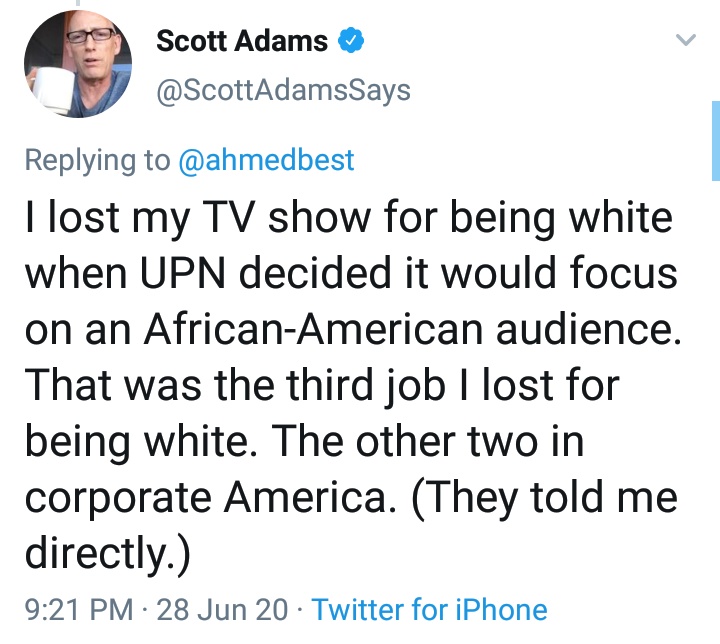 Scott Adams
@ScottAdamsSays
Replying to @ahmedbest
I lost my TV show for being white
when UPN decided it would focus
on an African-American audience.
That was the third job I lost for
being white. The other two in
corporate America. (They told me
directly.)
9:21 PM · 28 Jun 20 · Twitter for iPhone